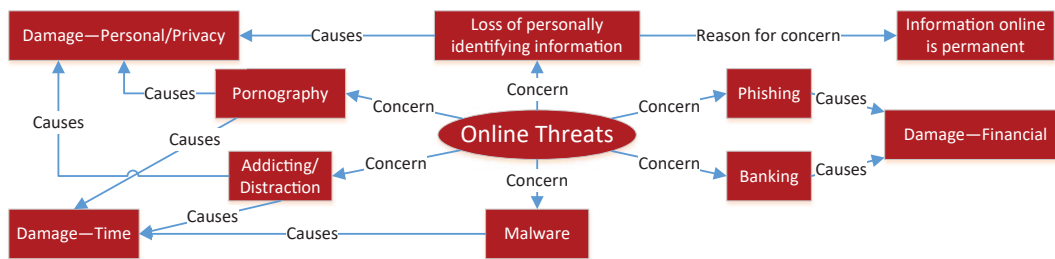 Damage—Personal/Privacy
Causes
Loss of personally
identifying information
Reason for concern
Information online
is permanent
Causes
Pornography
Concern
Concern
Concern
Phishing
Causes
Causes
Online Threats
Damage—Financial
Addicting/
Distraction
Concern
Concern
Concern
Banking
Causes
Causes
Damage—Time
Causes
Malware